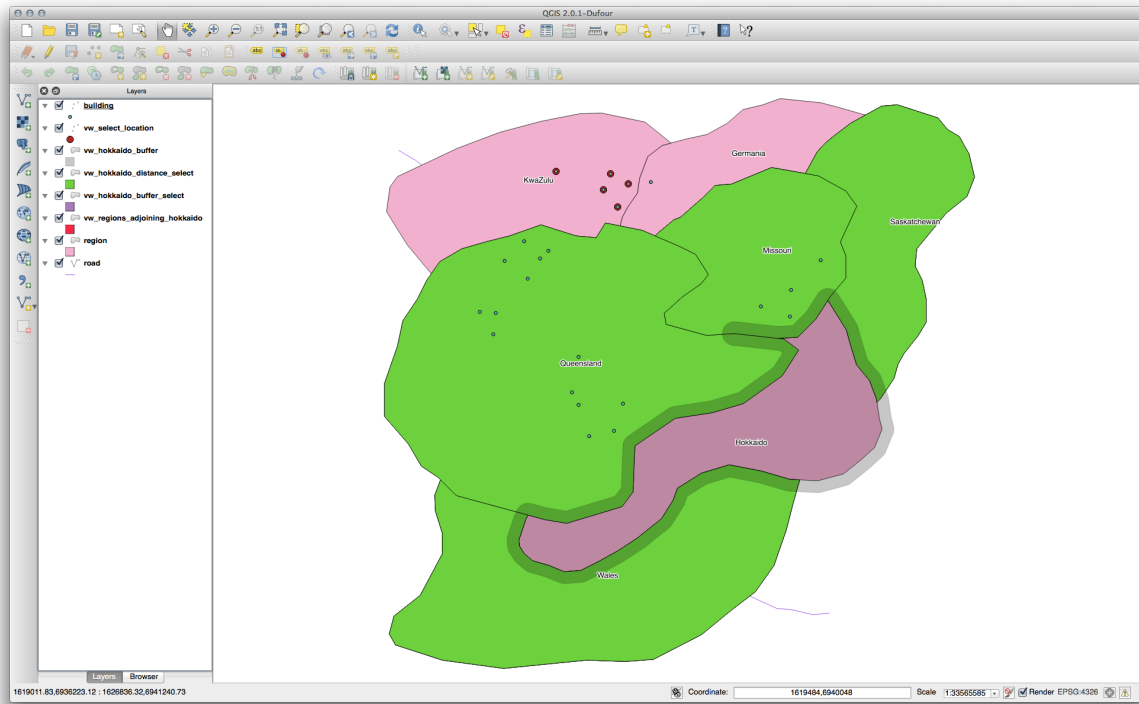 QGIS 2.0.1-Dufour
Layers
building
vw_select_location
vw_hokkaido_buffer
vw_hokkaido_distance_select
vw_hokkaido_buffer_select
vw_regions_adjoining_hokkaido
region
road
Germania
KwaZulu
Saskatchewan
Missouri
Queensland
Hokkaido
Wales
Layers
Browser
1619011.83,6936223.12 : 1626836.32,6941240.73
Coordinate:
1619484,6940048
Scale
1:33565585
Render
EPSG:4326